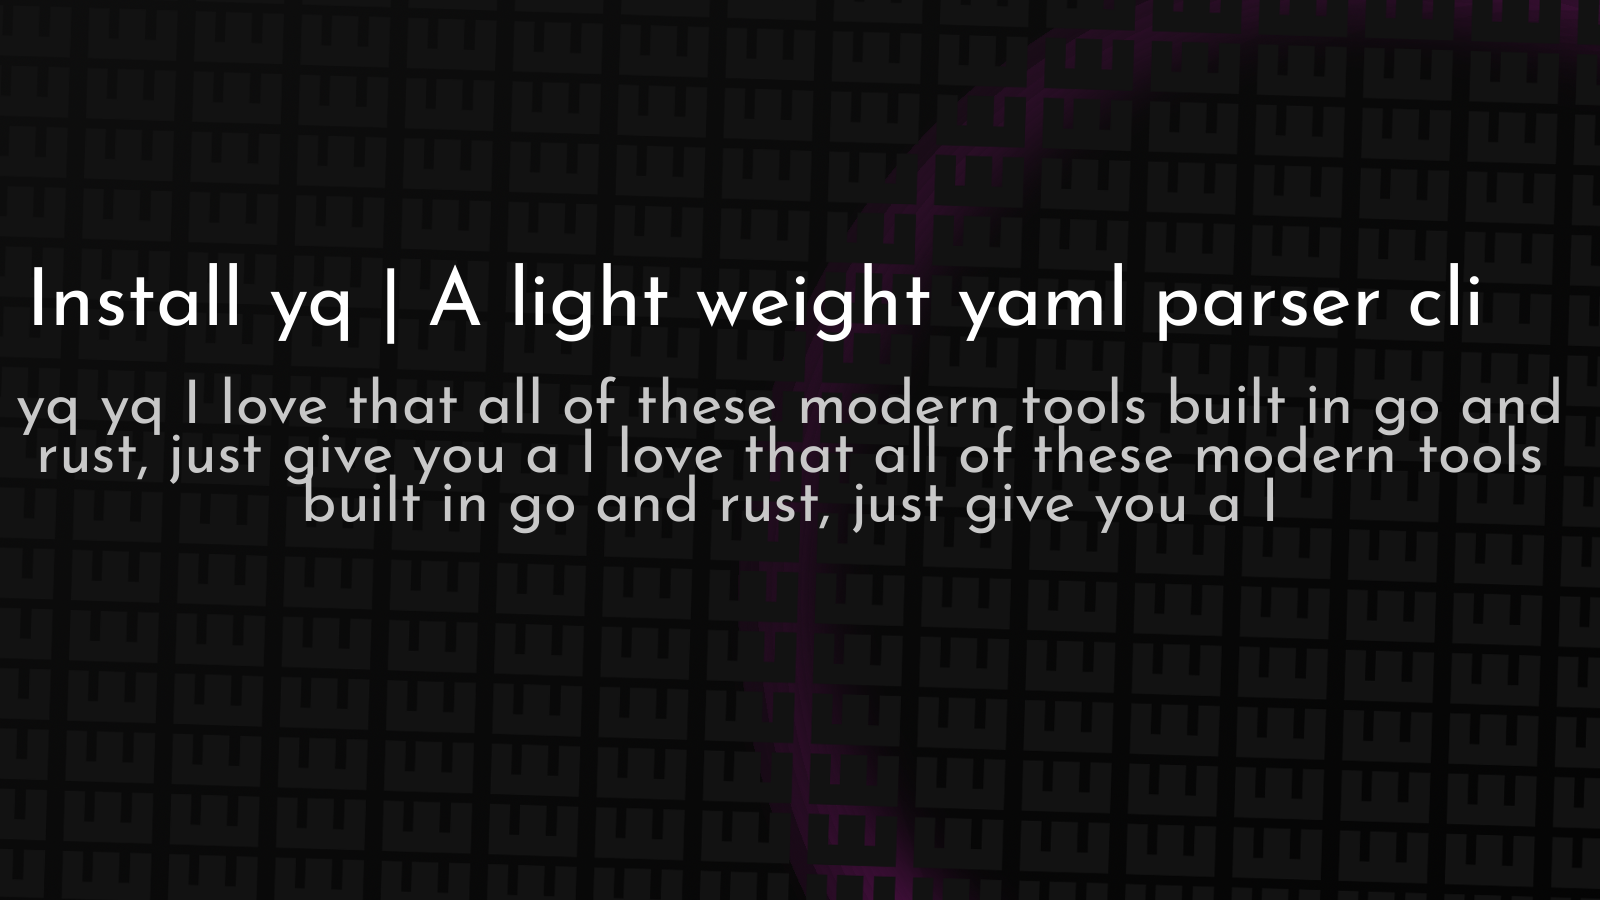 Install yq | A light weight yaml parser cli
yq yq I love that all of these modern tools built in go and
rust, just give you a I love that all of these modern tools
built in go and rust, just give you a I